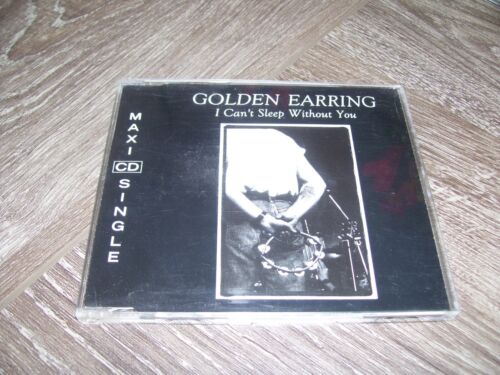 GOLDEN EARRING
I Can't Sleep Without You
MAXI CD SINGLE